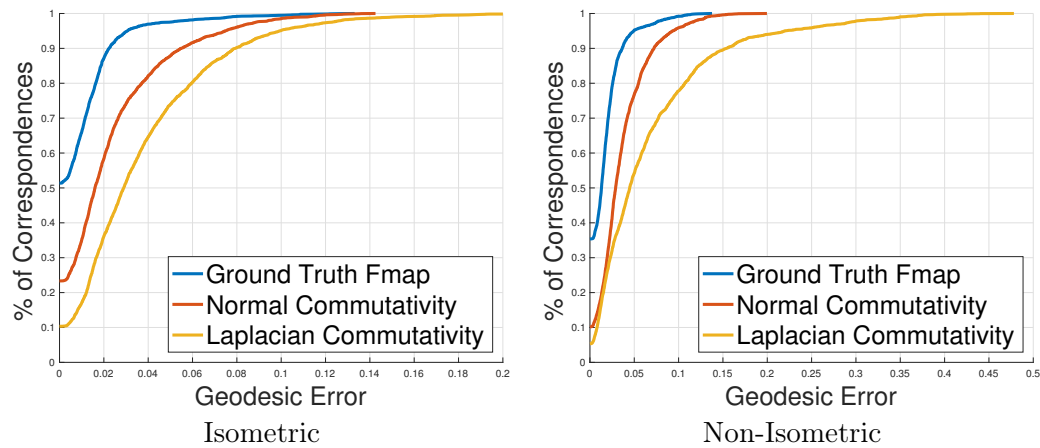 % of Correspondences
1
0.9
0.8
0.7
0.6
0.5
0.4
0.3
0.2
0.1
0
Ground Truth Fmap
Normal Commutativity
Laplacian Commutativity
0 0.02 0.04 0.06 0.08 0.1 0.12 0.14 0.16 0.18 0.2
Geodesic Error
Isometric
% of Correspondences
1
0.9
0.8
0.7
0.6
0.5
0.4
0.3
0.2
0.1
0
Ground Truth Fmap
Normal Commutativity
Laplacian Commutativity
0 0.05 0.1 0.15 0.2 0.25 0.3 0.35 0.4 0.45 0.5
Geodesic Error
Non-Isometric